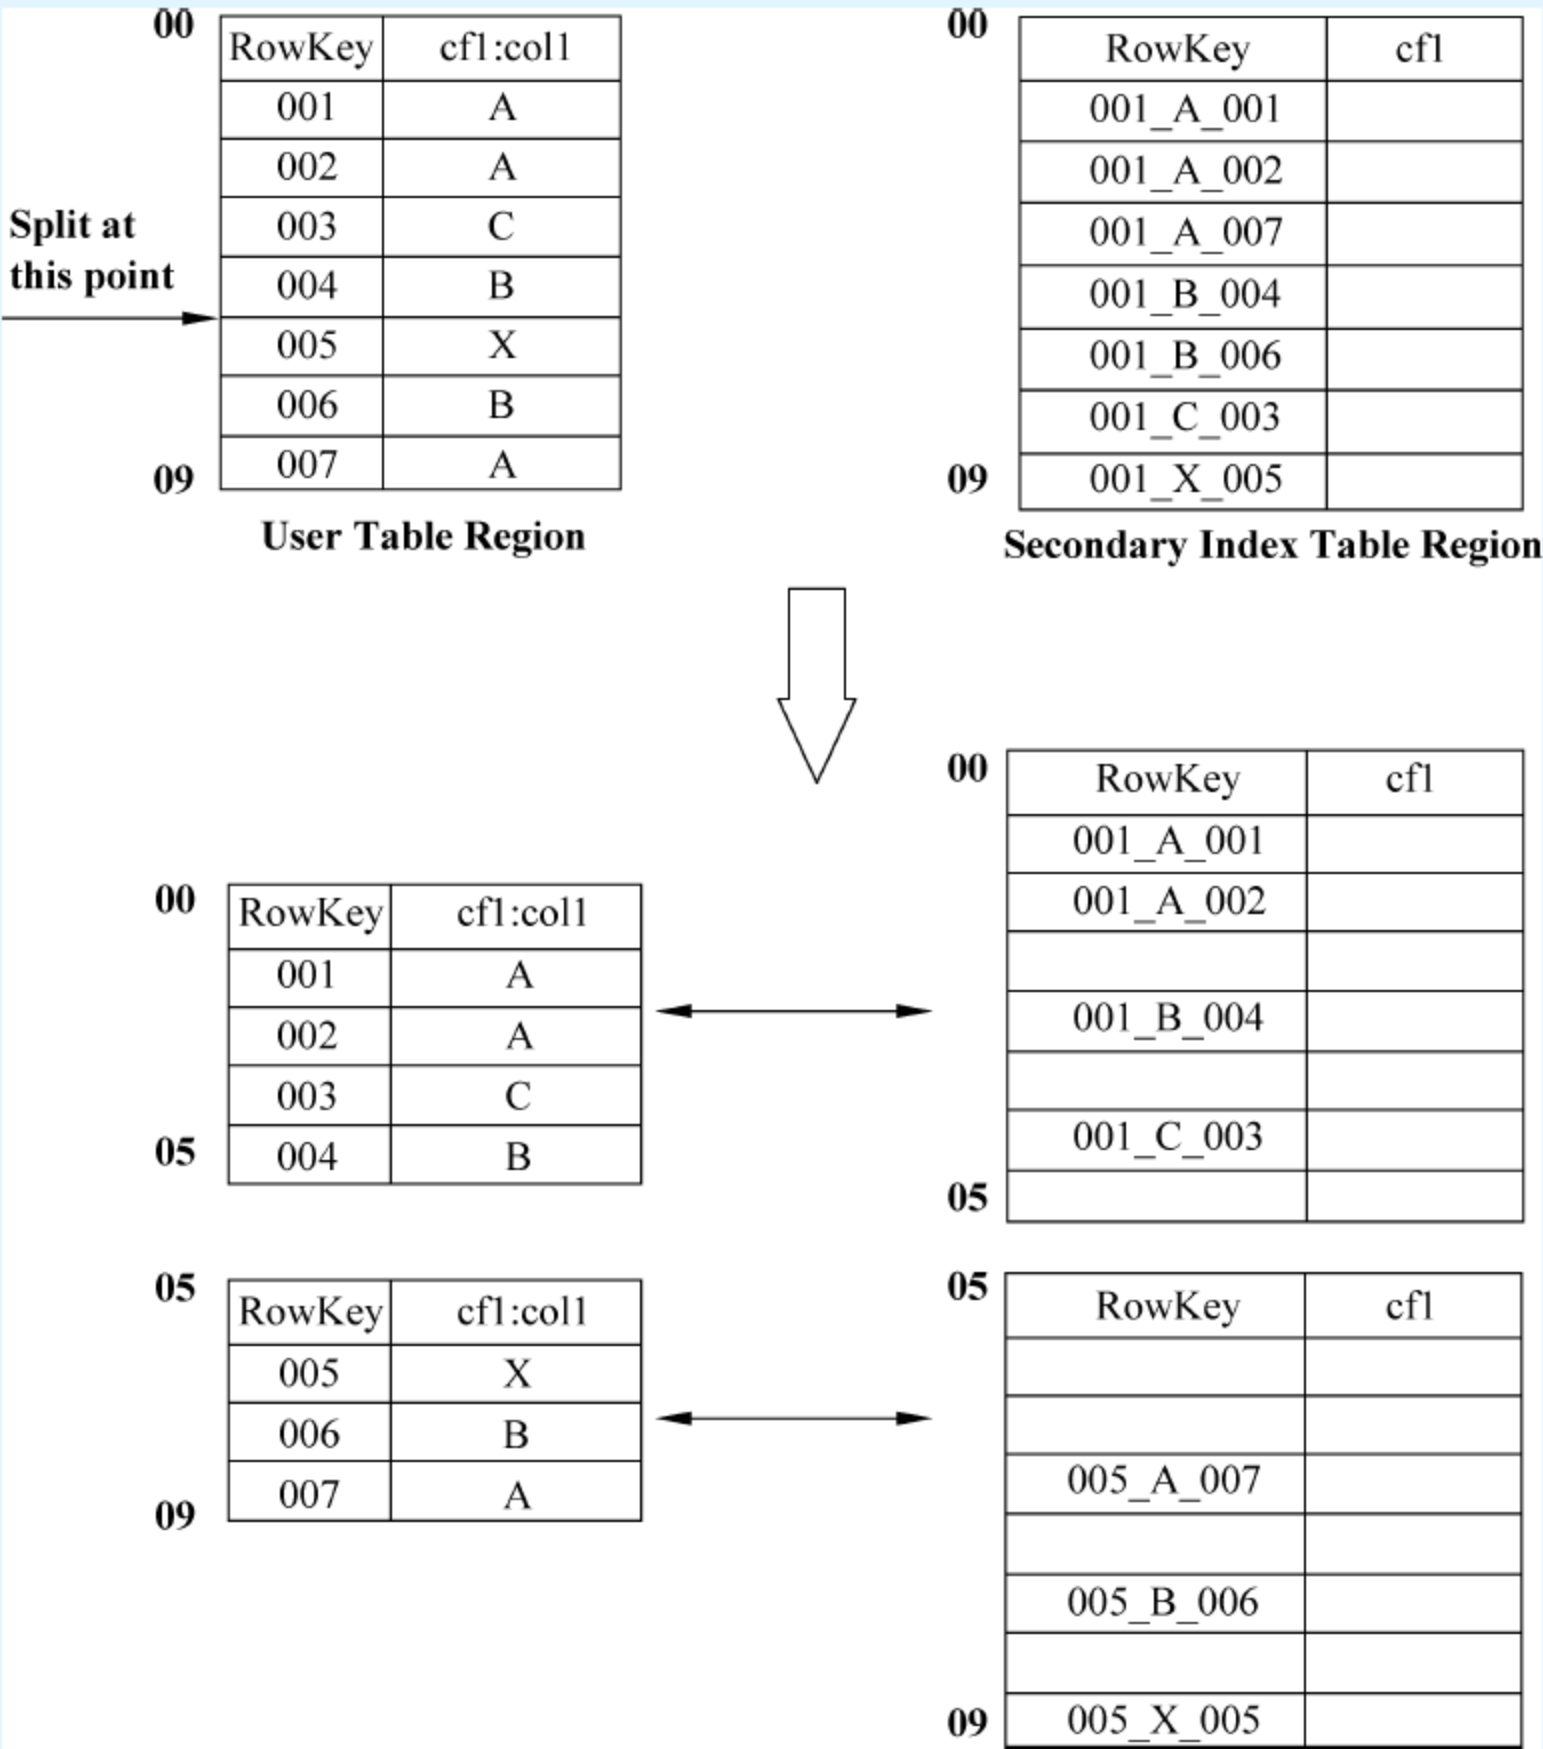 00
RowKey cf1:col1
001 A
002 A
003 C
004 B
005 X
006 B
007 A
09
Split at
this point
User Table Region
00
RowKey cf1
001_A_001
001_A_002
001_A_007
001_B_004
001_B_006
001_C_003
001_X_005
09
Secondary Index Table Region
00
RowKey cf1:col1
001 A
002 A
003 C
004 B
05
00
RowKey cf1
001_A_001
001_A_002
001_B_004
001_C_003
05
05
RowKey cf1:col1
005 X
006 B
007 A
09
05
RowKey cf1
005_A_007
005_B_006
005_X_005
09